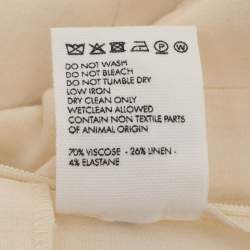 DO NOT WASH
DO NOT BLEACH
DO NOT TUMBLE DRY
LOW IRON
DRY CLEAN ONLY
WETCLEAN ALLOWED
CONTAIN NON TEXTILE PARTS
OF ANIMAL ORIGIN
70% VISCOSE - 26% LINEN -
4% ELASTANE